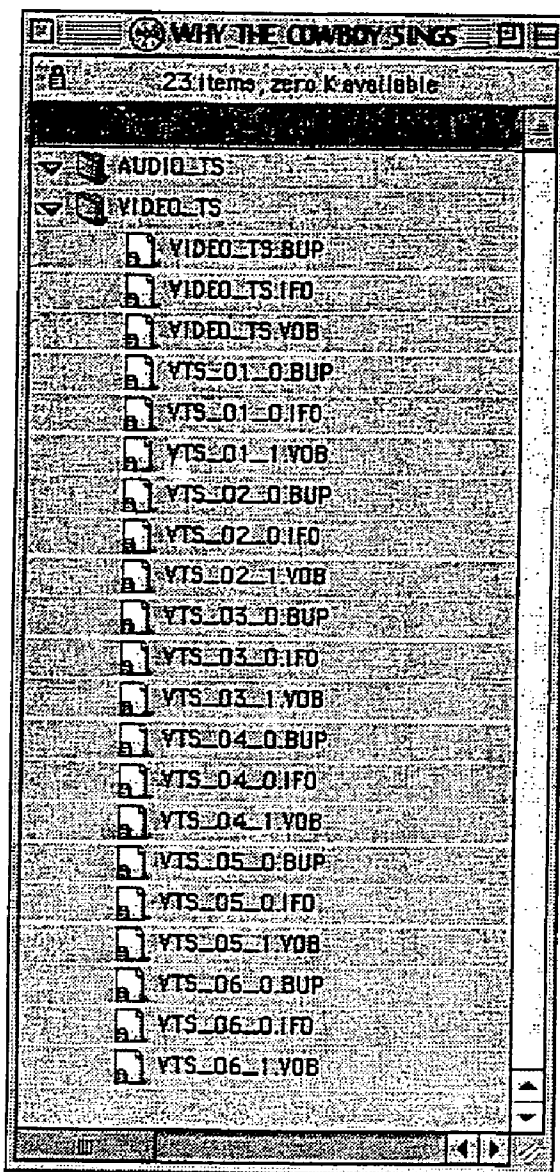 WHY THE COWBOY SINGS
23 items, zero K available
AUDIO_TS
VIDEO_TS
VIDEO_TS.BUP
VIDEO_TS.IFO
VIDEO_TS.VOB
VTS_01_0.BUP
VTS_01_0.IFO
VTS_01_1.VOB
VTS_02_0.BUP
VTS_02_0.IFO
VTS_02_1.VOB
VTS_03_0.BUP
VTS_03_0.IFO
VTS_03_1.VOB
VTS_04_0.BUP
VTS_04_0.IFO
VTS_04_1.VOB
VTS_05_0.BUP
VTS_05_0.IFO
VTS_05_1.VOB
VTS_06_0.BUP
VTS_06_0.IFO
VTS_06_1.VOB